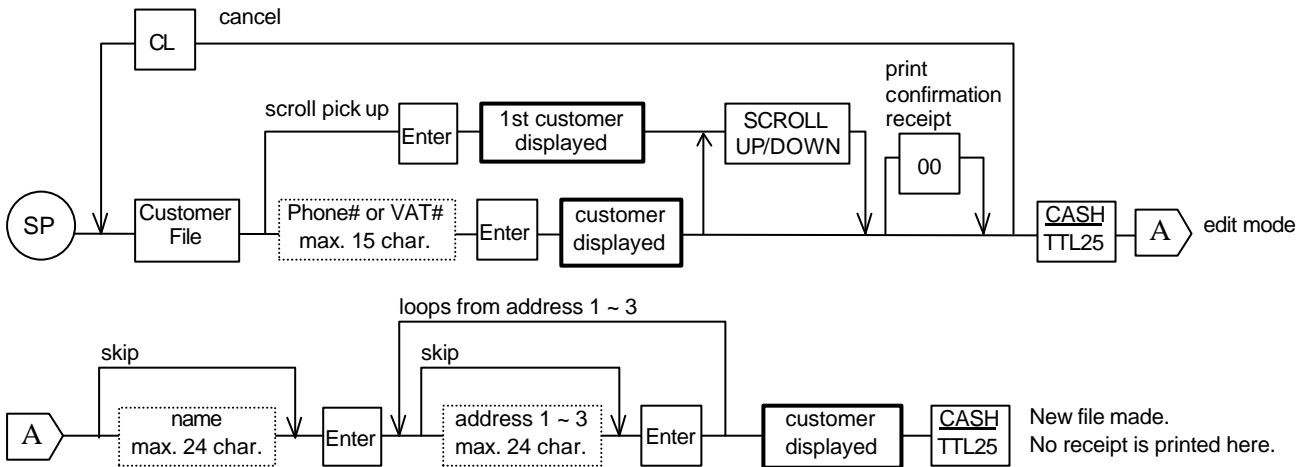 cancel
CL
print
confirmation
receipt
scroll pick up
Enter
1st customer
displayed
SCROLL
UP/DOWN
00
SP
Customer
File
Phone# or VAT#
max. 15 char.
Enter
customer
displayed
CASH
TTL25
A
edit mode
loops from address 1 ~ 3
skip
skip
A
name
max. 24 char.
Enter
address 1 ~ 3
max. 24 char.
Enter
customer
displayed
CASH
TTL25
New file made.
No receipt is printed here.